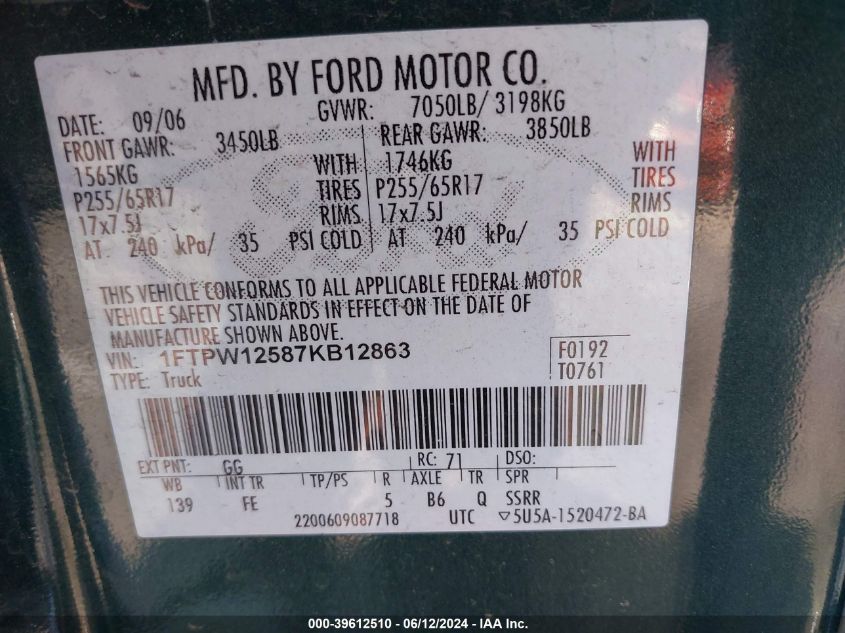 MFD. BY FORD MOTOR CO.
DATE: 09/06 GVWR: 7050LB/ 3198KG
FRONT GAWR: 3450LB REAR GAWR: 3850LB
1565KG WITH 1746KG WITH
P255/65R17 TIRES P255/65R17 TIRES
17x7.5J RIMS 17x7.5J RIMS
AT 240 kPa/ 35 PSI COLD AT 240 kPa/ 35 PSI COLD
THIS VEHICLE CONFORMS TO ALL APPLICABLE FEDERAL MOTOR
VEHICLE SAFETY STANDARDS IN EFFECT ON THE DATE OF
MANUFACTURE SHOWN ABOVE.
VIN: 1FTPW12587KB12863 F0192
TYPE: Truck T0761
EXT PNT: GG RC: 71 DSO:
WB INT TR TP/PS R AXLE TR SPR
139 FE 5 B6 Q SSRR
2200609087718 UTC ▽5U5A-1520472-BA
000-39612510 - 06/12/2024 - IAA Inc.